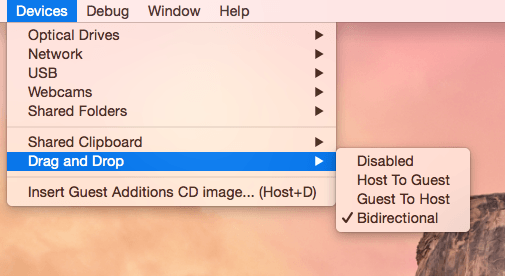 Devices Debug Window Help
Optical Drives
Network
USB
Webcams
Shared Folders
Shared Clipboard
Drag and Drop
Insert Guest Additions CD image... (Host+D)
Disabled
Host To Guest
Guest To Host
Bidirectional